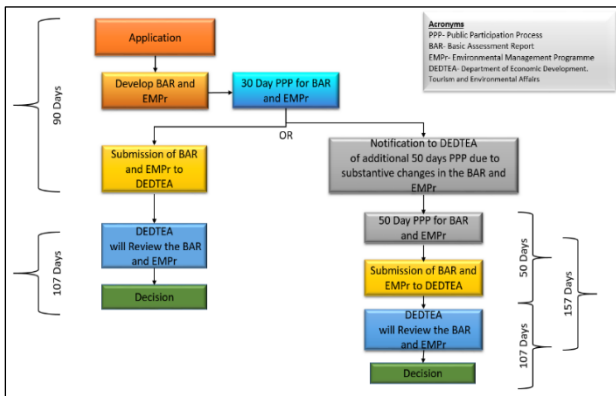 Acronyms
PPP- Public Participation Process
BAR- Basic Assessment Report
EMPr- Environmental Management Programme
DEDTEA- Department of Economic Development,
Tourism and Environmental Affairs
Application
Develop BAR and
EMPr
30 Day PPP for BAR
and EMPr
90 Days
OR
Submission of BAR
and EMPr to DEDTEA
Notification to DEDTEA
of additional 50 days PPP due to
substantive changes in the BAR and
EMPr
DEDTEA
will Review the BAR
and EMPr
107 Days
Decision
50 Day PPP for BAR
and EMPr
50 Days
Submission of BAR and
EMPr to DEDTEA
157 Days
DEDTEA
will Review the BAR
and EMPr
107 Days
Decision